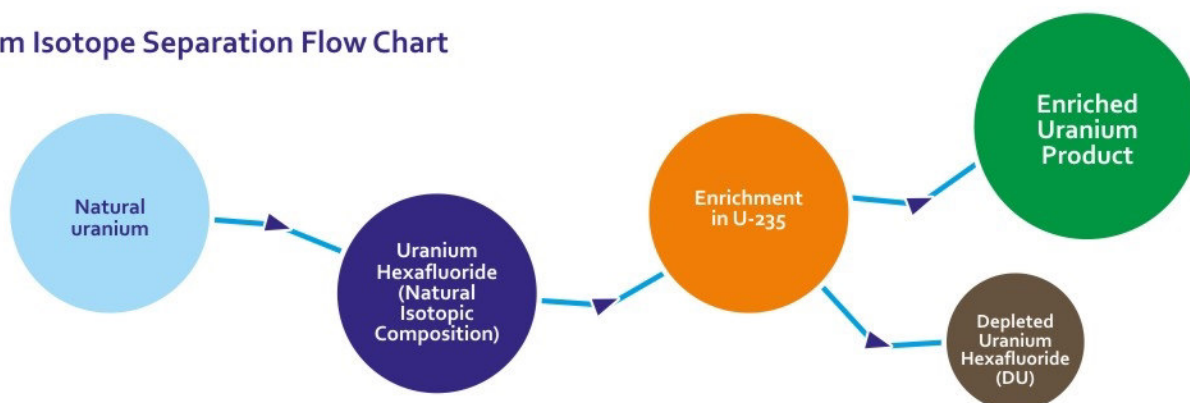 m Isotope Separation Flow Chart
Natural
uranium
Uranium
Hexafluoride
(Natural
Isotopic
Composition)
Enrichment
in U-235
Enriched
Uranium
Product
Depleted
Uranium
Hexafluoride
(DU)